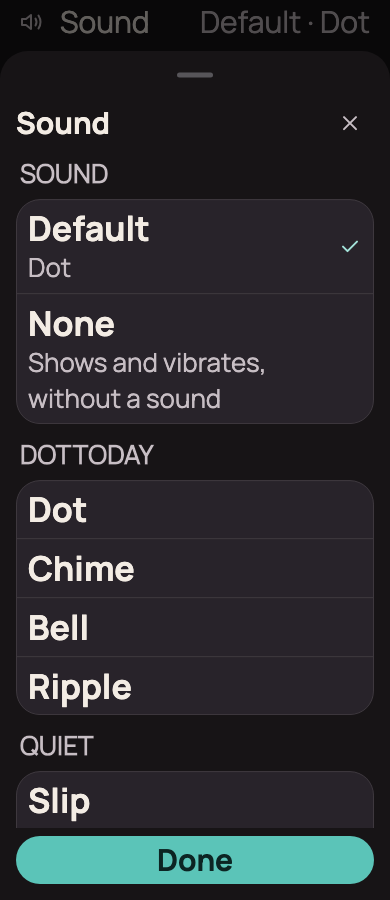 Sound Default · Dot
Sound
SOUND
Default
Dot
None
Shows and vibrates,
without a sound
DOTTODAY
Dot
Chime
Bell
Ripple
QUIET
Slip
Done